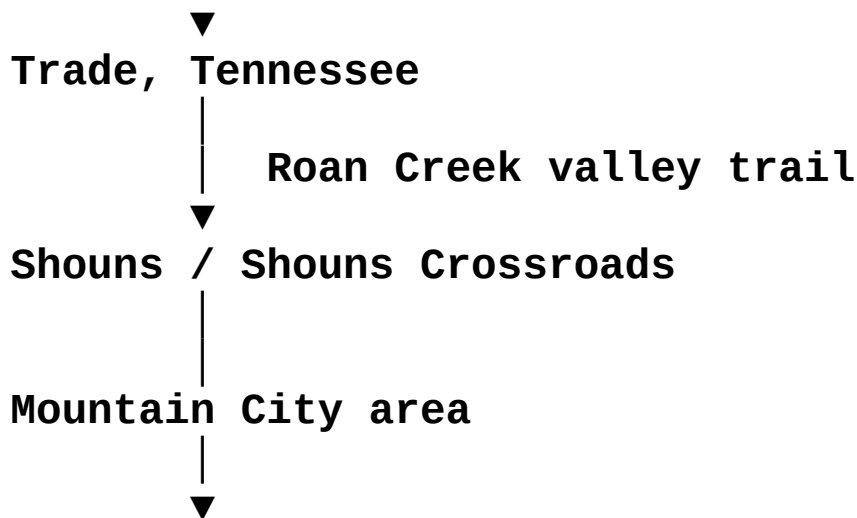 Trade, Tennessee
Roan Creek valley trail
Shouns / Shouns Crossroads
Mountain City area